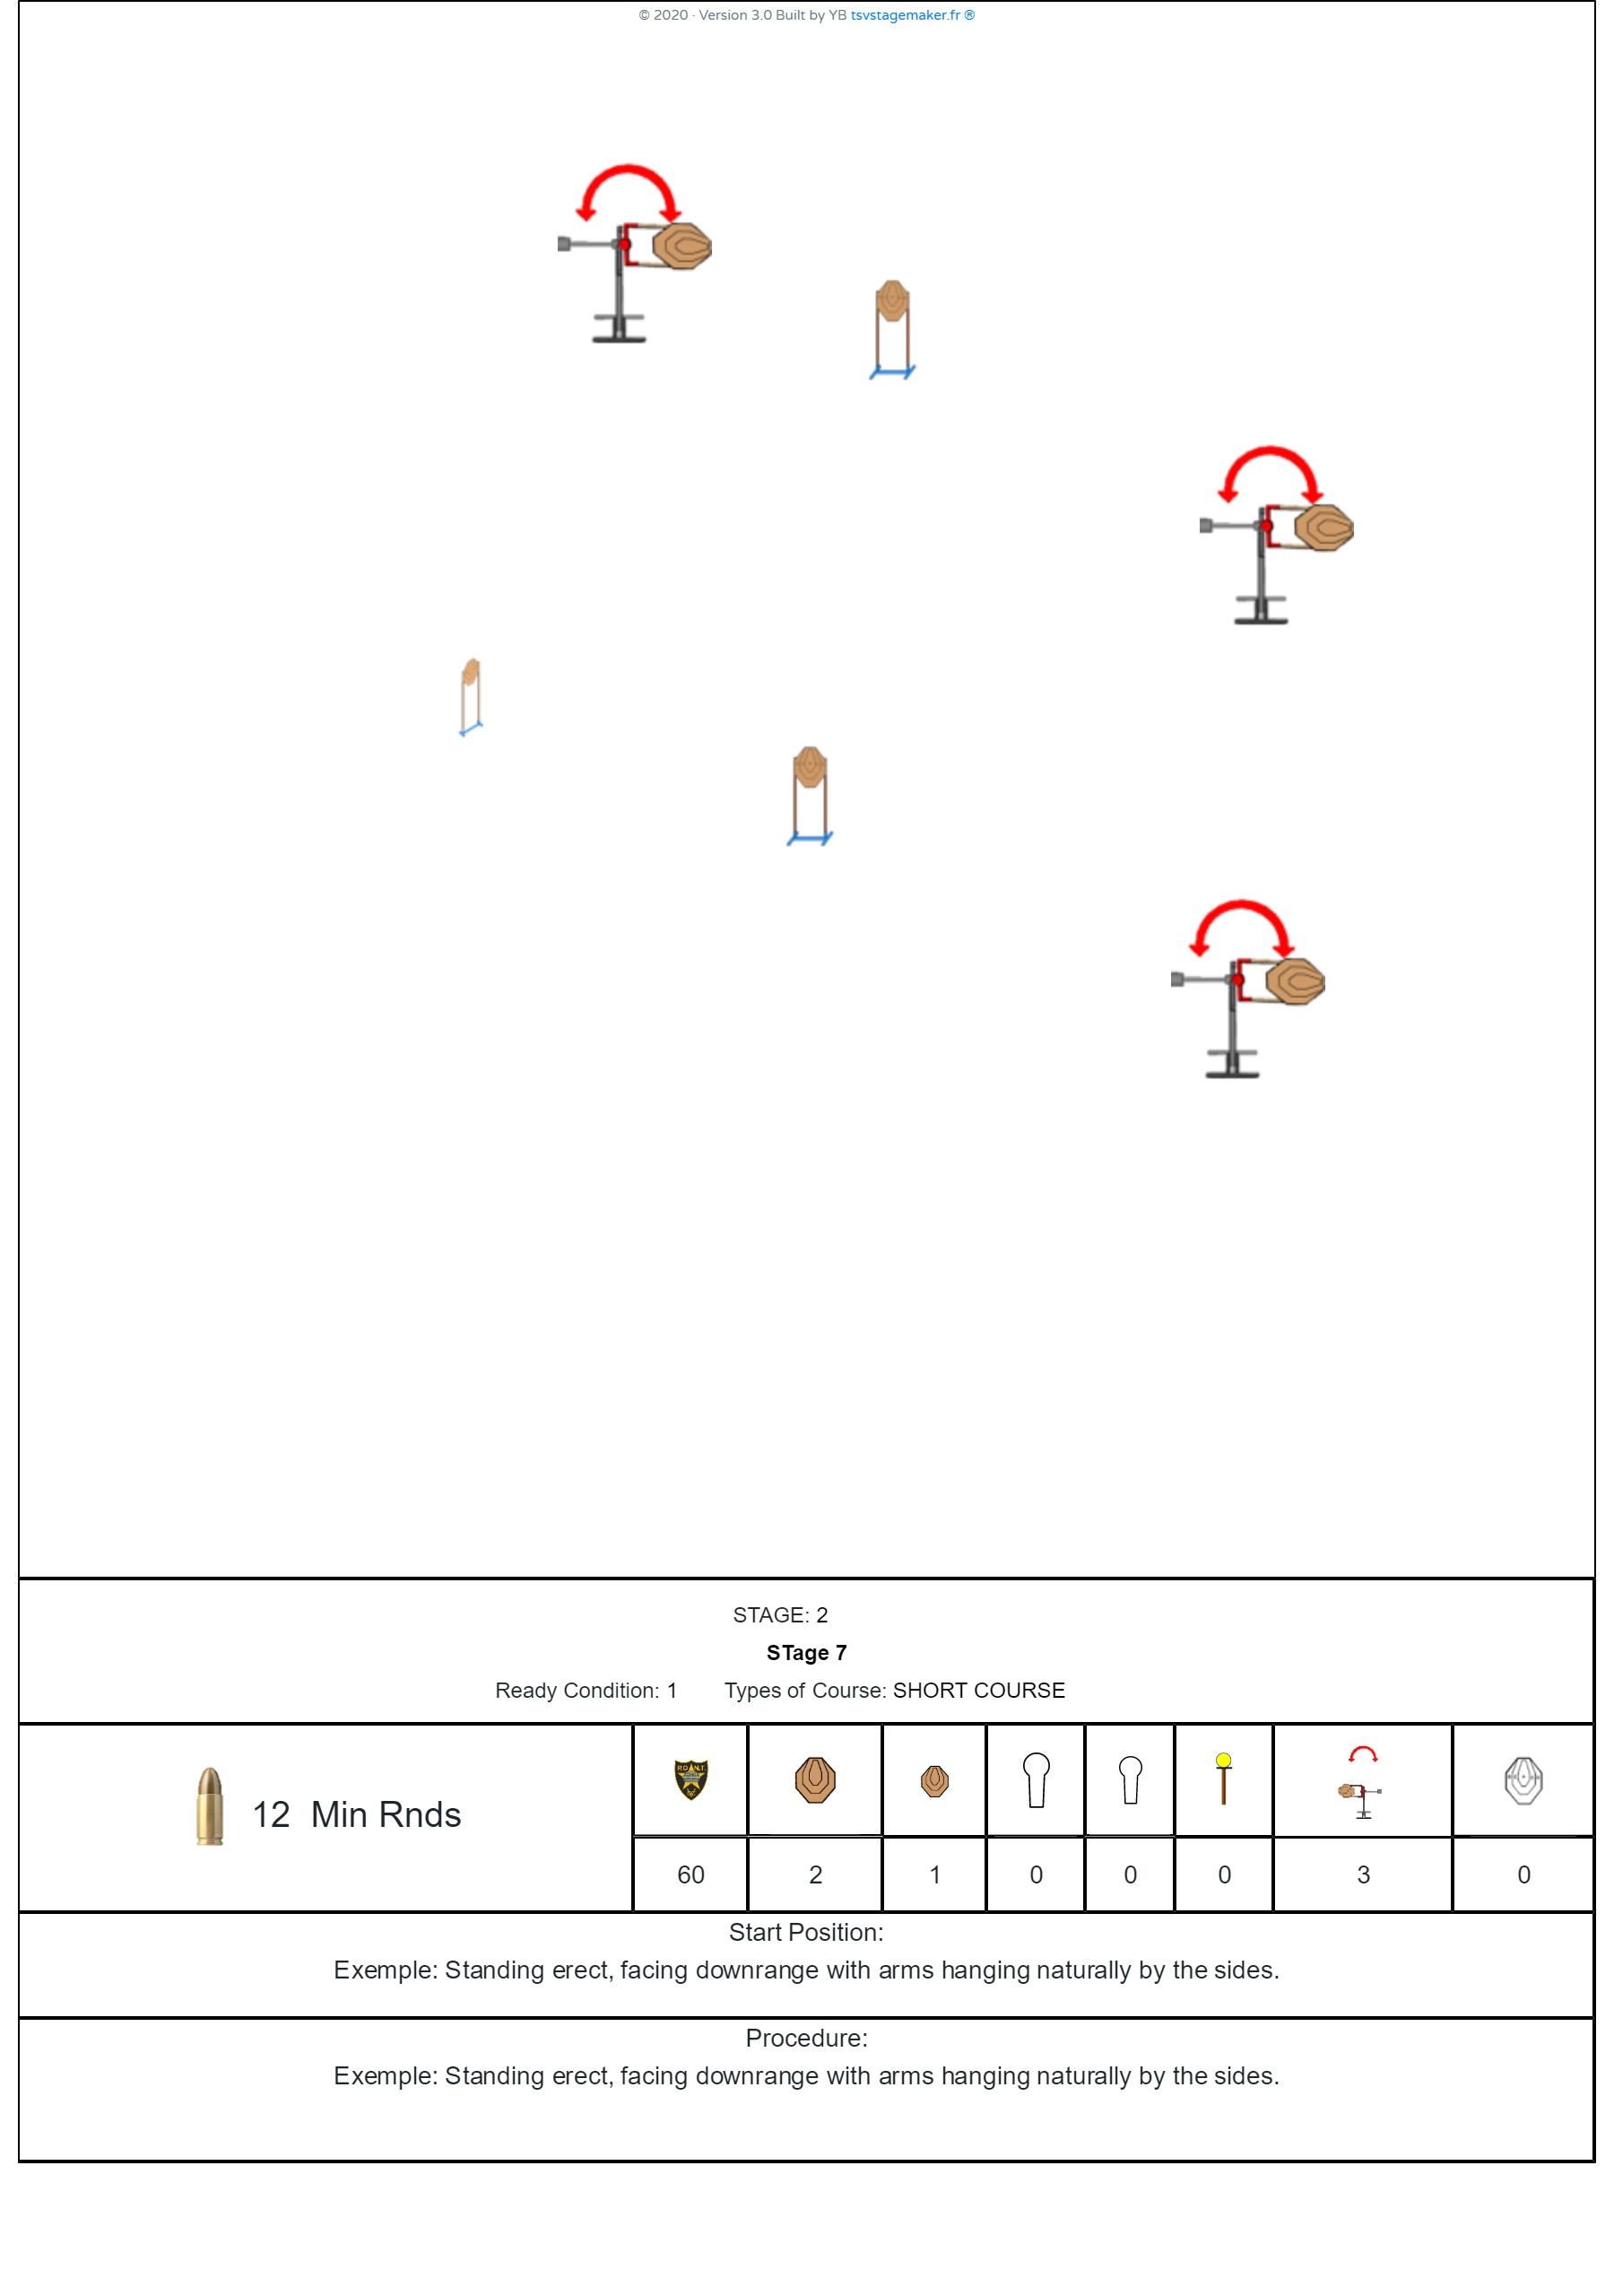 © 2020 · Version 3.0 Built by YB tsvstagemaker.fr ®
STAGE: 2
STage 7
Ready Condition: 1 Types of Course: SHORT COURSE
12 Min Rnds
60 2 1 0 0 0 3 0
Start Position:
Exemple: Standing erect, facing downrange with arms hanging naturally by the sides.
Procedure:
Exemple: Standing erect, facing downrange with arms hanging naturally by the sides.